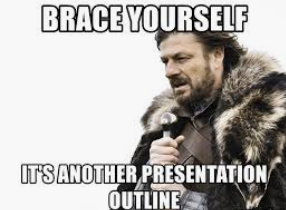 BRACE YOURSELF
IT'S ANOTHER PRESENTATION
OUTLINE